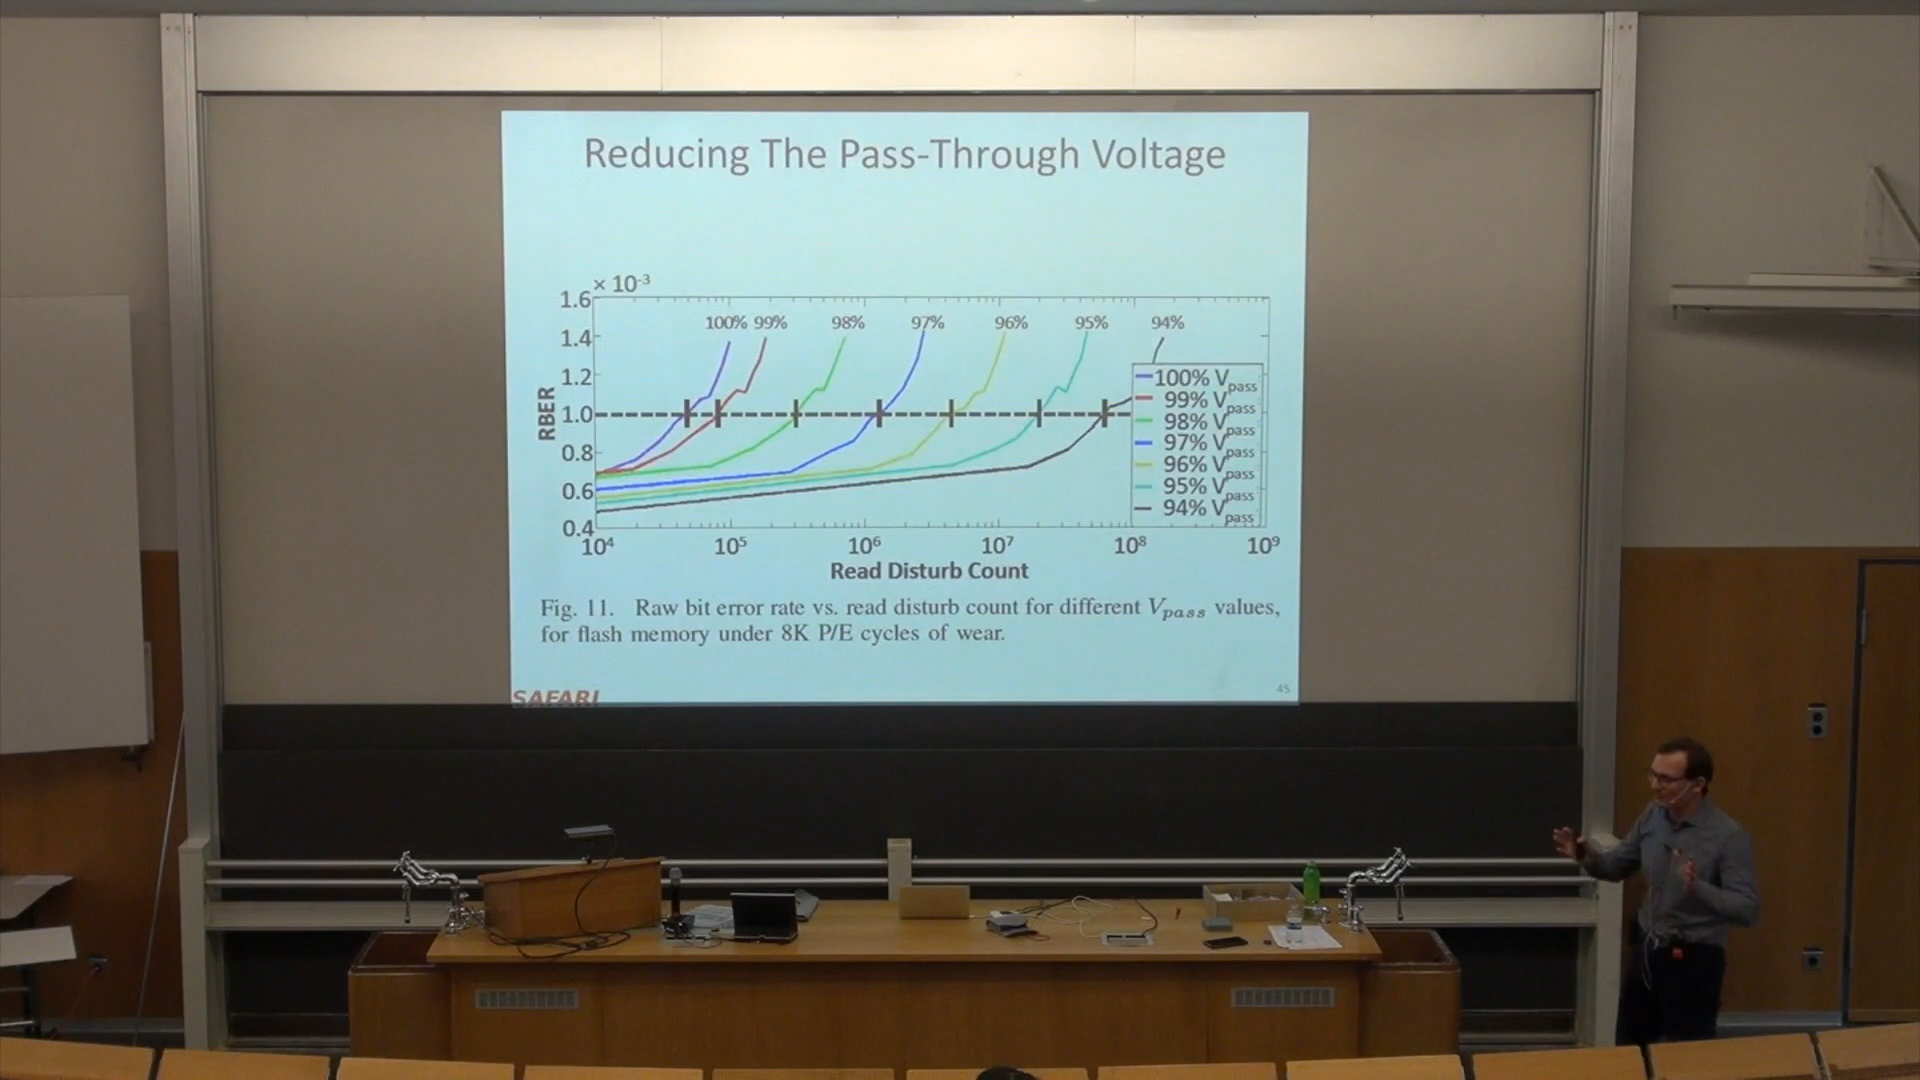 Reducing The Pass-Through Voltage
× 10⁻³
1.6
1.4
1.2
1.0
0.8
0.6
0.4
RBER
100% 99% 98% 97% 96% 95% 94%
100% Vpass
99% Vpass
98% Vpass
97% Vpass
96% Vpass
95% Vpass
94% Vpass
10⁴ 10⁵ 10⁶ 10⁷ 10⁸ 10⁹
Read Disturb Count
Fig. 11. Raw bit error rate vs. read disturb count for different Vpass values,
for flash memory under 8K P/E cycles of wear.
SAFARI
45